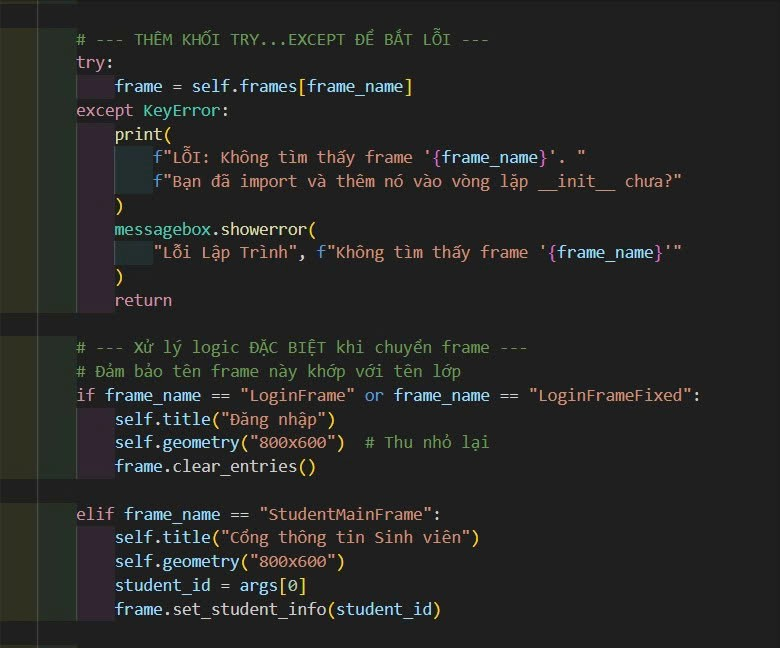 # --- THÊM KHỐI TRY...EXCEPT ĐỂ BẮT LỖI ---
try:
frame = self.frames[frame_name]
except KeyError:
print(
f"LỖI: Không tìm thấy frame '{frame_name}'. "
f"Bạn đã import và thêm nó vào vòng lặp __init__ chưa?"
)
messagebox.showerror(
"Lỗi Lập Trình", f"Không tìm thấy frame '{frame_name}'"
)
return
# --- Xử lý logic ĐẶC BIỆT khi chuyển frame ---
# Đảm bảo tên frame này khớp với tên lớp
if frame_name == "LoginFrame" or frame_name == "LoginFrameFixed":
self.title("Đăng nhập")
self.geometry("800x600")  # Thu nhỏ lại
frame.clear_entries()
elif frame_name == "StudentMainFrame":
self.title("Cổng thông tin Sinh viên")
self.geometry("800x600")
student_id = args[0]
frame.set_student_info(student_id)